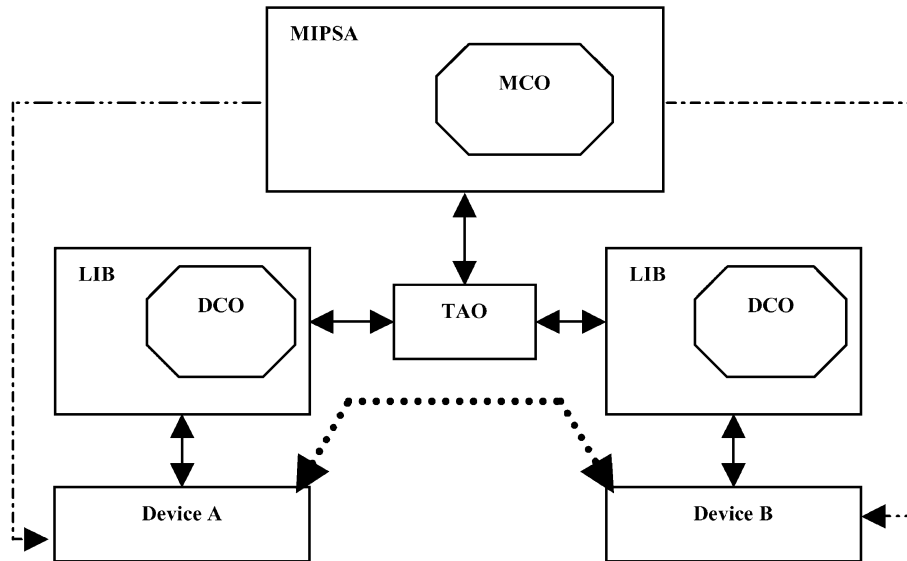 MIPSA
MCO
LIB
DCO
TAO
LIB
DCO
Device A
Device B